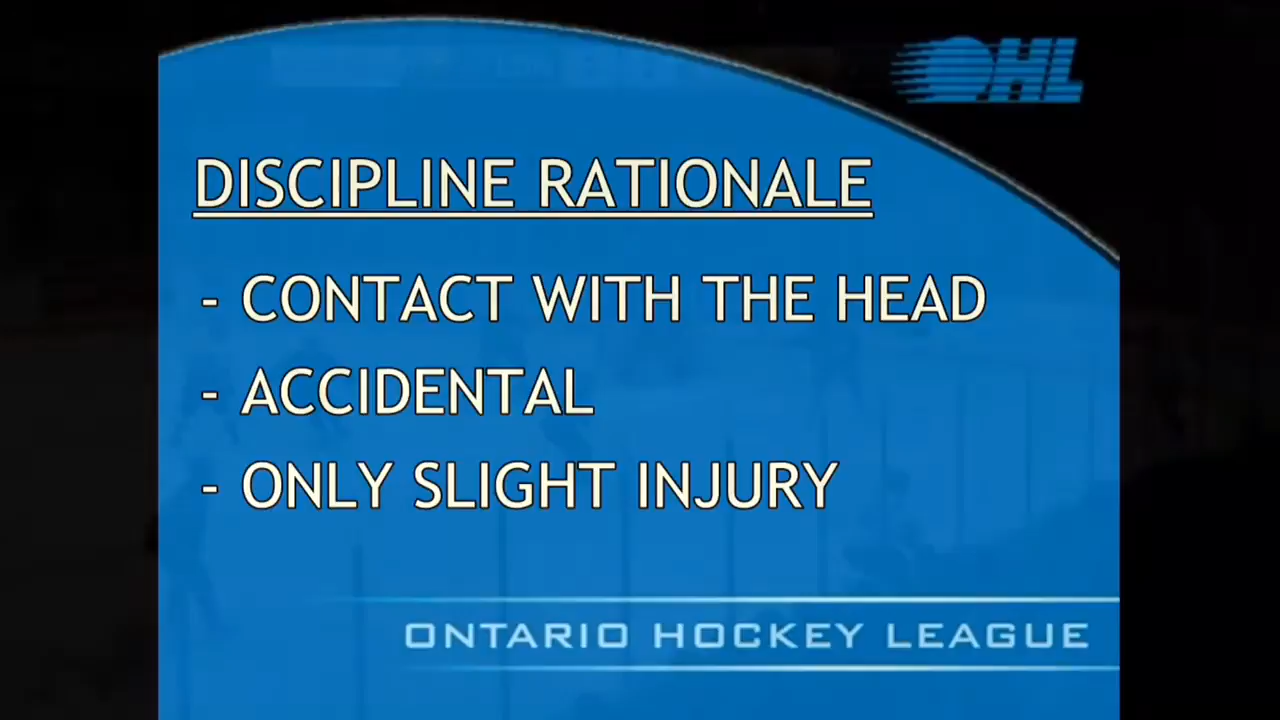 OHL
DISCIPLINE RATIONALE
- CONTACT WITH THE HEAD
- ACCIDENTAL
- ONLY SLIGHT INJURY
ONTARIO HOCKEY LEAGUE